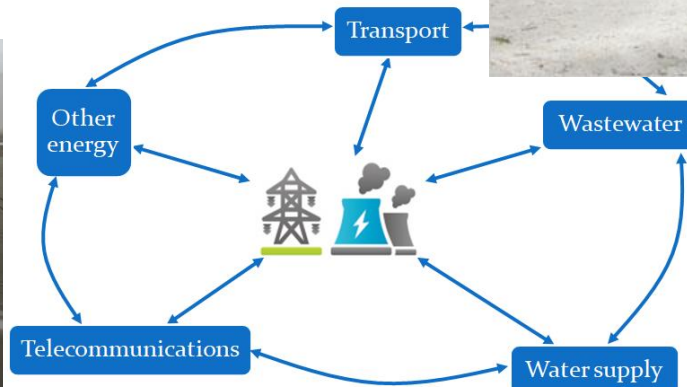 Transport
Other
energy
Wastewater
Telecommunications
Water supply